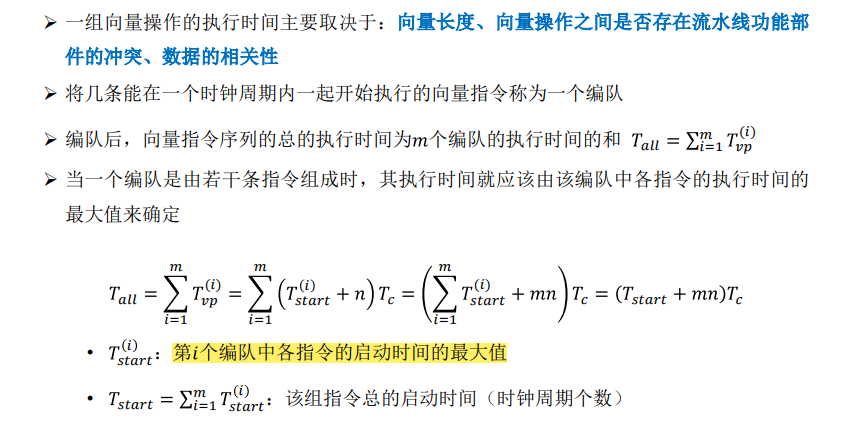 ➢ 一组向量操作的执行时间主要取决于：向量长度、向量操作之间是否存在流水线功能部
件的冲突、数据的相关性
➢ 将几条能在一个时钟周期内一起开始执行的向量指令称为一个编队
➢ 编队后，向量指令序列的总的执行时间为𝑚个编队的执行时间的和 $T_{all} = \sum_{i=1}^{m} T_{vp}^{(i)}$
➢ 当一个编队是由若干条指令组成时，其执行时间就应该由该编队中各指令的执行时间的
最大值来确定
$T_{all} = \sum_{i=1}^{m} T_{vp}^{(i)} = \sum_{i=1}^{m} \left( T_{start}^{(i)} + n \right) T_c = \left( \sum_{i=1}^{m} T_{start}^{(i)} + mn \right) T_c = (T_{start} + mn) T_c$
• $T_{start}^{(i)}$：第𝑖个编队中各指令的启动时间的最大值
• $T_{start} = \sum_{i=1}^{m} T_{start}^{(i)}$：该组指令总的启动时间（时钟周期个数）